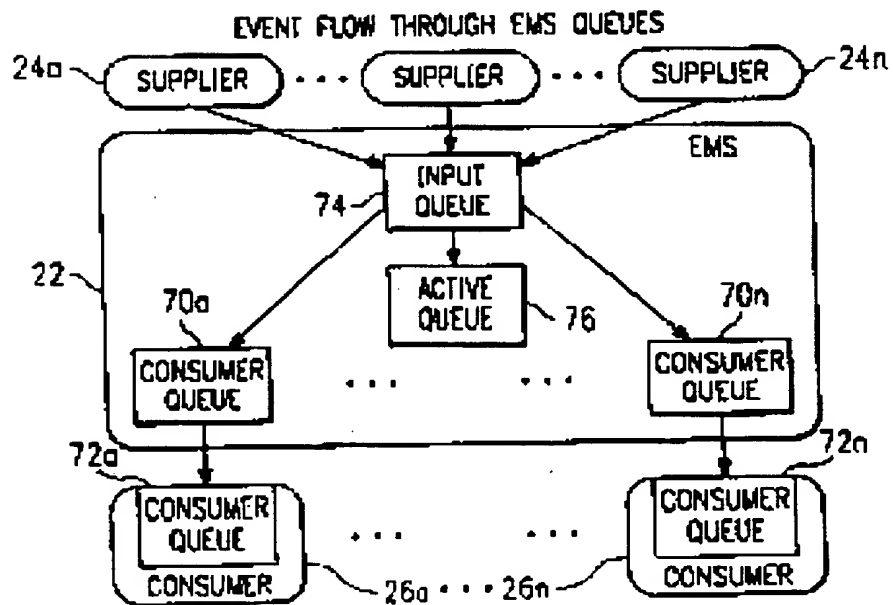 EVENT FLOW THROUGH EMS QUEUES
24a SUPPLIER ... SUPPLIER ... SUPPLIER 24n
EMS
INPUT
QUEUE
74
22
ACTIVE
QUEUE
76
70a
70n
CONSUMER
QUEUE
... ...
CONSUMER
QUEUE
72a
72n
CONSUMER
QUEUE
CONSUMER
... ...
CONSUMER
QUEUE
CONSUMER
26a ... 26n